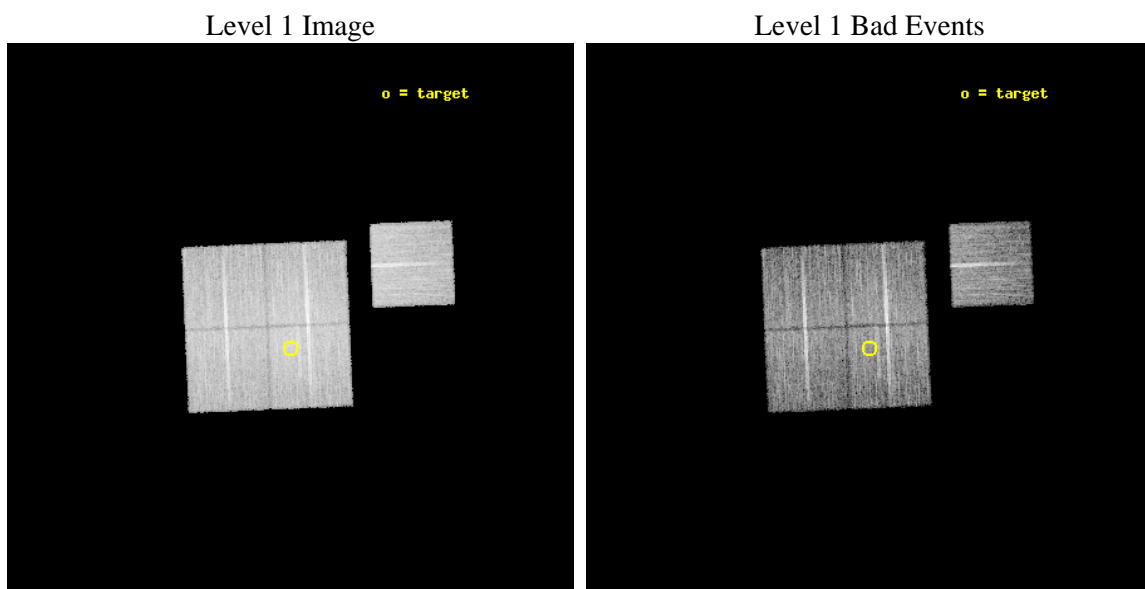 Level 1 Image
Level 1 Bad Events
o = target
o = target